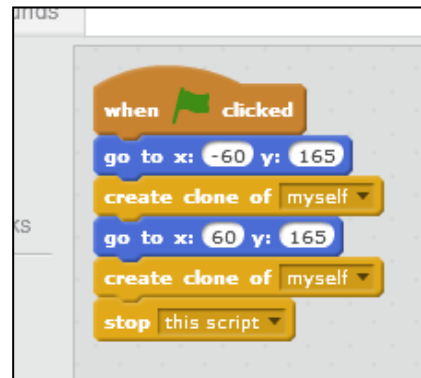 when clicked
go to x: -60 y: 165
create clone of myself
go to x: 60 y: 165
create clone of myself
stop this script